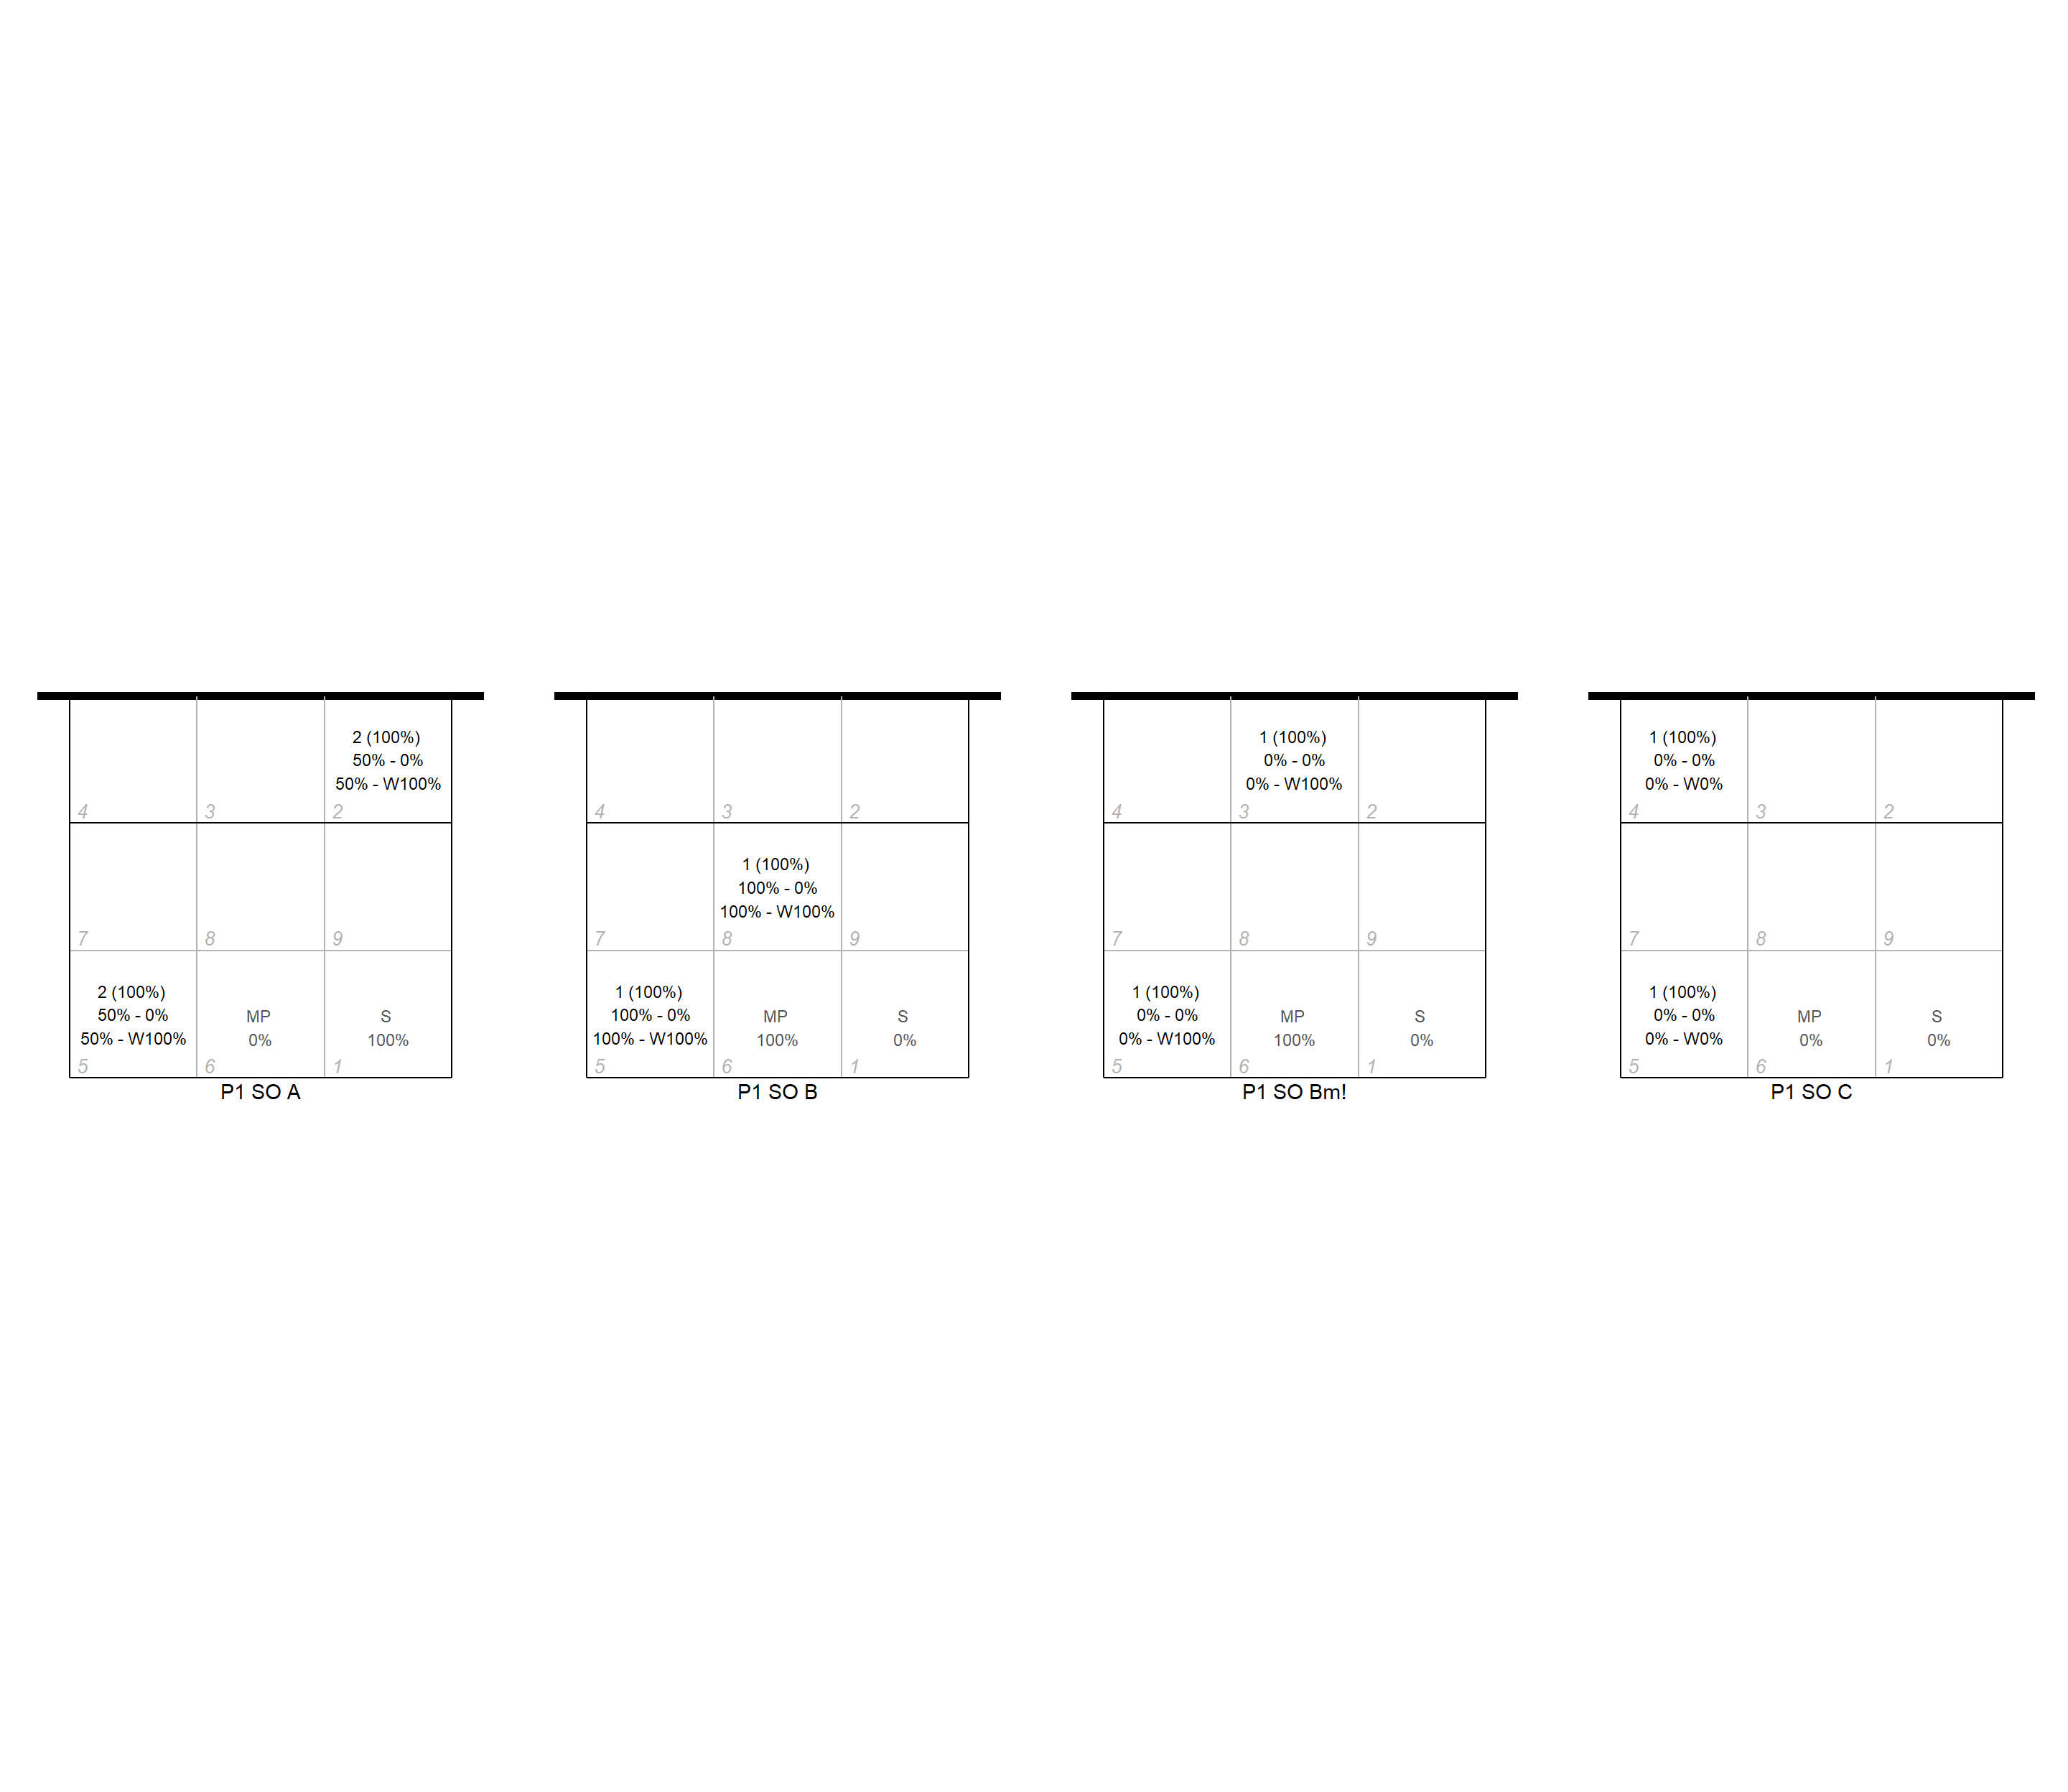 2 (100%)
50% - 0%
50% - W100%
4
3
2
7
8
9
2 (100%)
50% - 0%
50% - W100%
MP
0%
S
100%
5
6
1
P1 SO A
4
3
2
1 (100%)
100% - 0%
100% - W100%
7
8
9
1 (100%)
100% - 0%
100% - W100%
MP
100%
S
0%
5
6
1
P1 SO B
1 (100%)
0% - 0%
0% - W100%
4
3
2
7
8
9
1 (100%)
0% - 0%
0% - W100%
MP
100%
S
0%
5
6
1
P1 SO Bm!
1 (100%)
0% - 0%
0% - W0%
4
3
2
7
8
9
1 (100%)
0% - 0%
0% - W0%
MP
0%
S
0%
5
6
1
P1 SO C